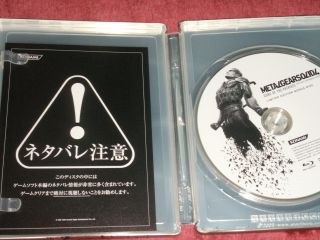 KONAMI
ネタバレ注意
このディスクの中には
ゲームソフト本編のネタバレ情報が非常に多く含まれています。
ゲームクリアまで絶対に視聴しないことをお勧めします。
METAL GEAR SOLID 4
GUNS OF THE PATRIOTS
KONAMI